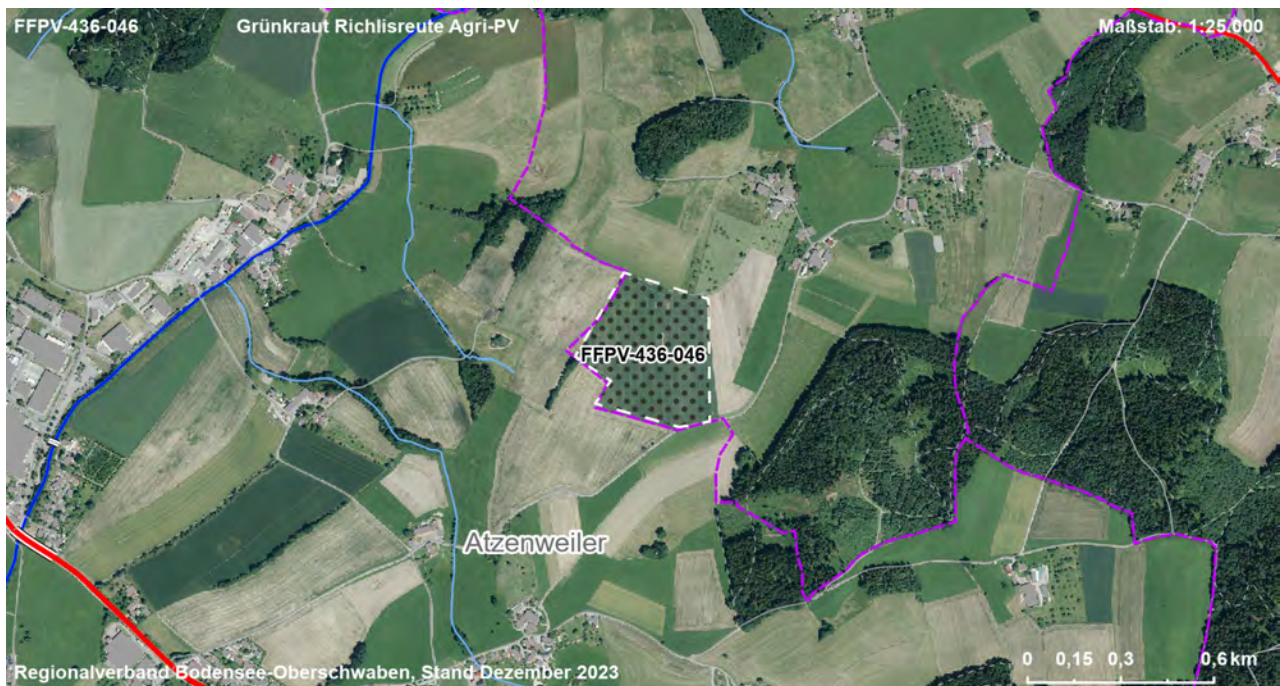 FFPV-436-046 Grünkraut Richlisreute Agri-PV Maßstab: 1:25.000
FFPV-436-046
Atzenweiler
Regionalverband Bodensee-Oberschwaben, Stand Dezember 2023
0 0,15 0,3 0,6 km